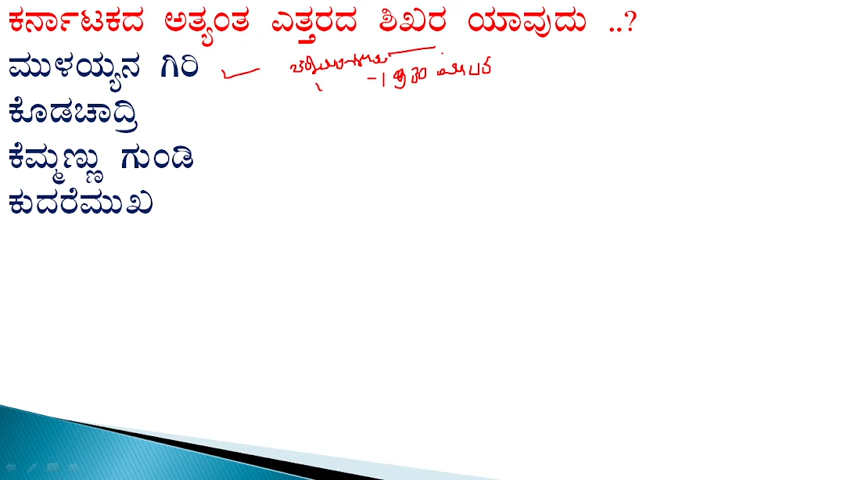 ಕರ್ನಾಟಕದ ಅತ್ಯಂತ ಎತ್ತರದ ಶಿಖರ ಯಾವುದು ..?
ಮುಳಯ್ಯನ ಗಿರಿ
ಕೊಡಚಾದ್ರಿ
ಕೆಮ್ಮಣ್ಣು ಗುಂಡಿ
ಕುದರೆಮುಖ